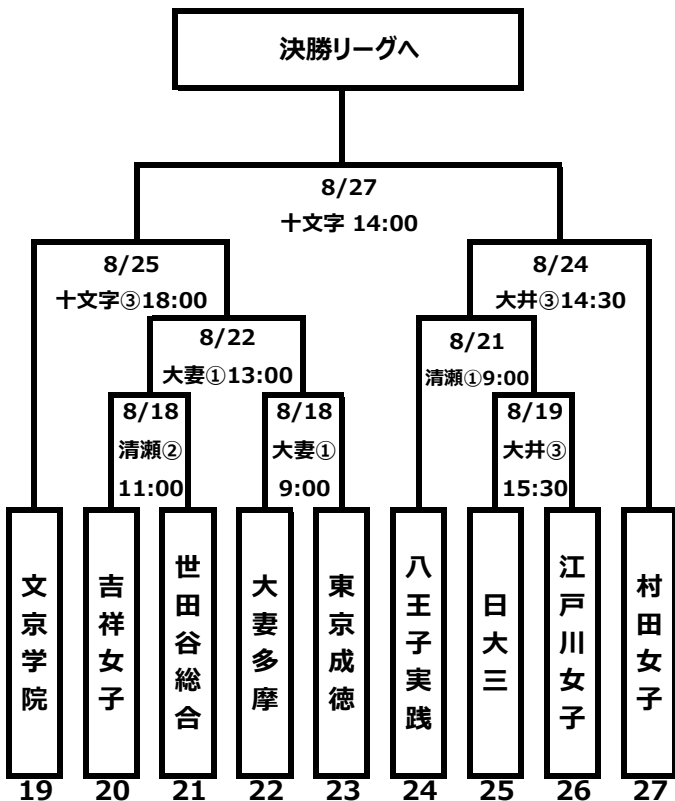 決勝リーグへ
8/27
十文字 14:00
8/25
十文字③18:00
8/24
大井③14:30
8/22
大妻①13:00
8/21
清瀬①9:00
8/18
清瀬②
11:00
8/18
大妻①
9:00
8/19
大井③
15:30
文京学院
吉祥女子
世田谷総合
大妻多摩
東京成徳
八王子実践
日大三
江戸川女子
村田女子
19 20 21 22 23 24 25 26 27